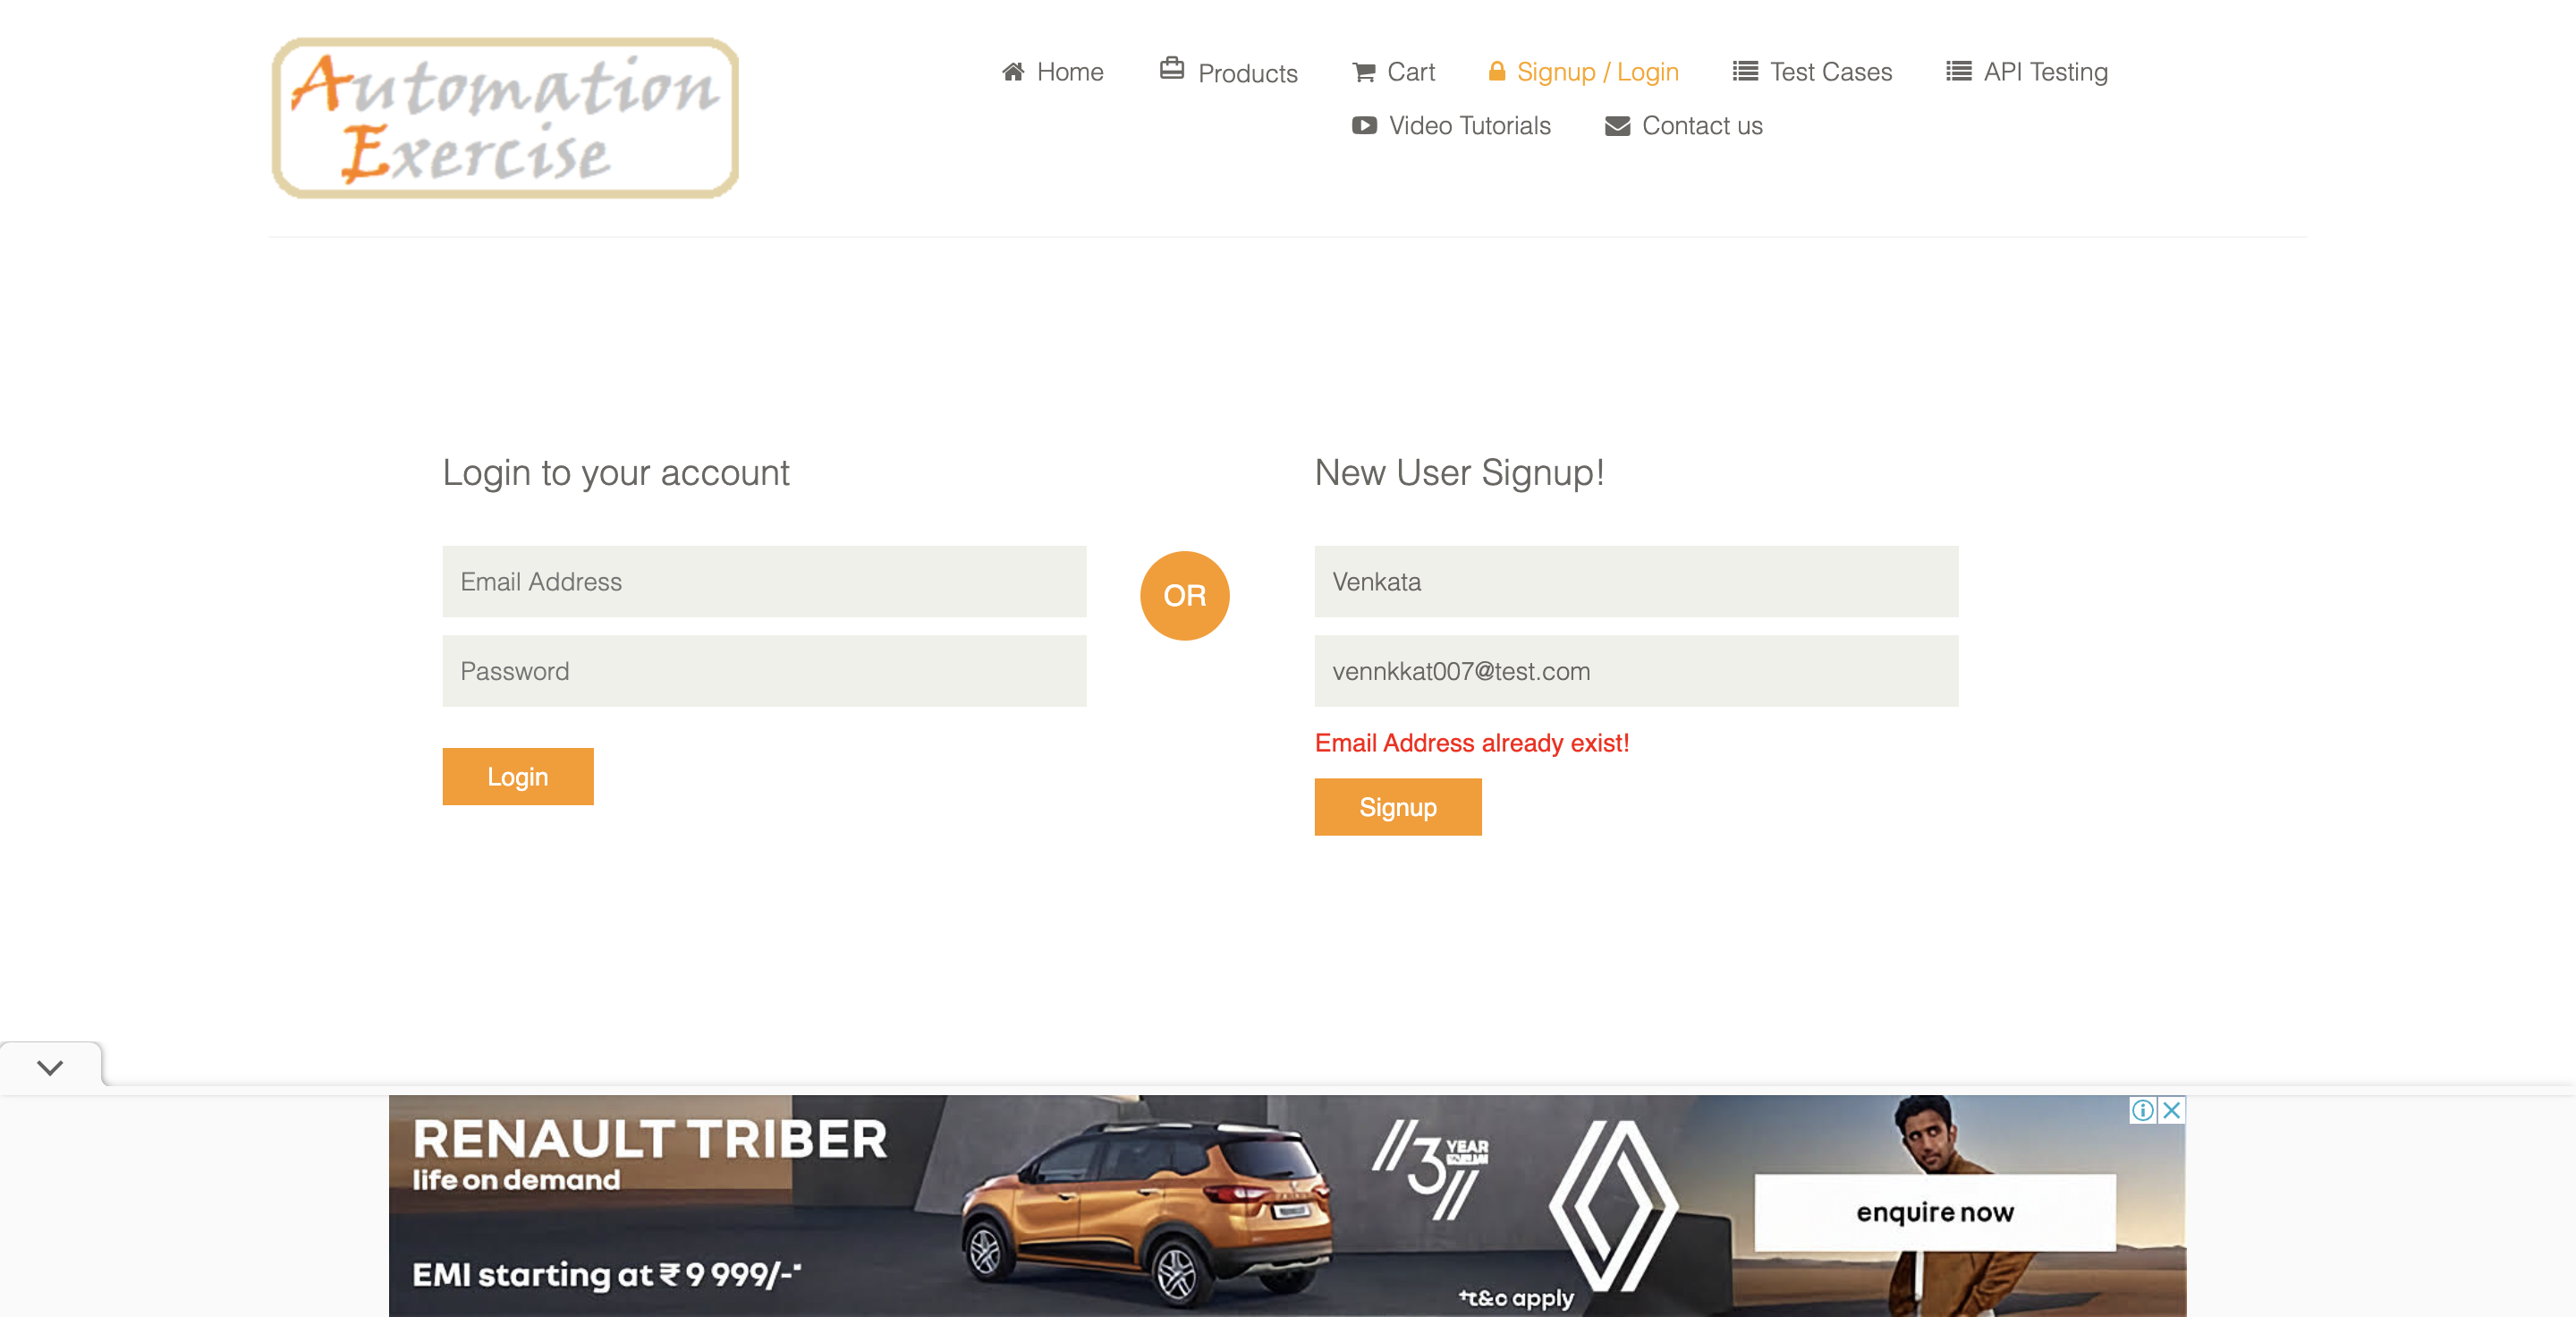 Automation
Exercise
Home
Products
Cart
Signup / Login
Test Cases
API Testing
Video Tutorials
Contact us
Login to your account
Email Address
Password
Login
OR
New User Signup!
Venkata
vennkkat007@test.com
Email Address already exist!
Signup
RENAULT TRIBER
life on demand
EMI starting at ₹ 9 999/-*
3 YEAR
*t&c apply
enquire now